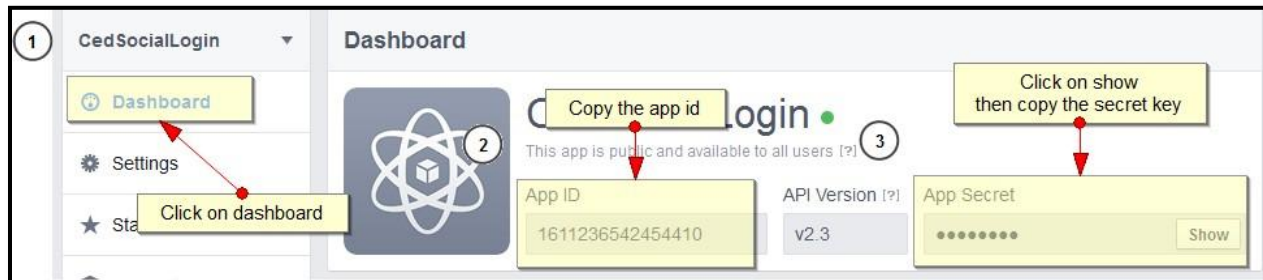 1
CedSocialLogin
Dashboard
Dashboard
Settings
Click on dashboard
2
Copy the app id
ogin
This app is public and available to all users [?]
3
App ID
1611236542454410
API Version [?]
v2.3
Click on show
then copy the secret key
App Secret
Show